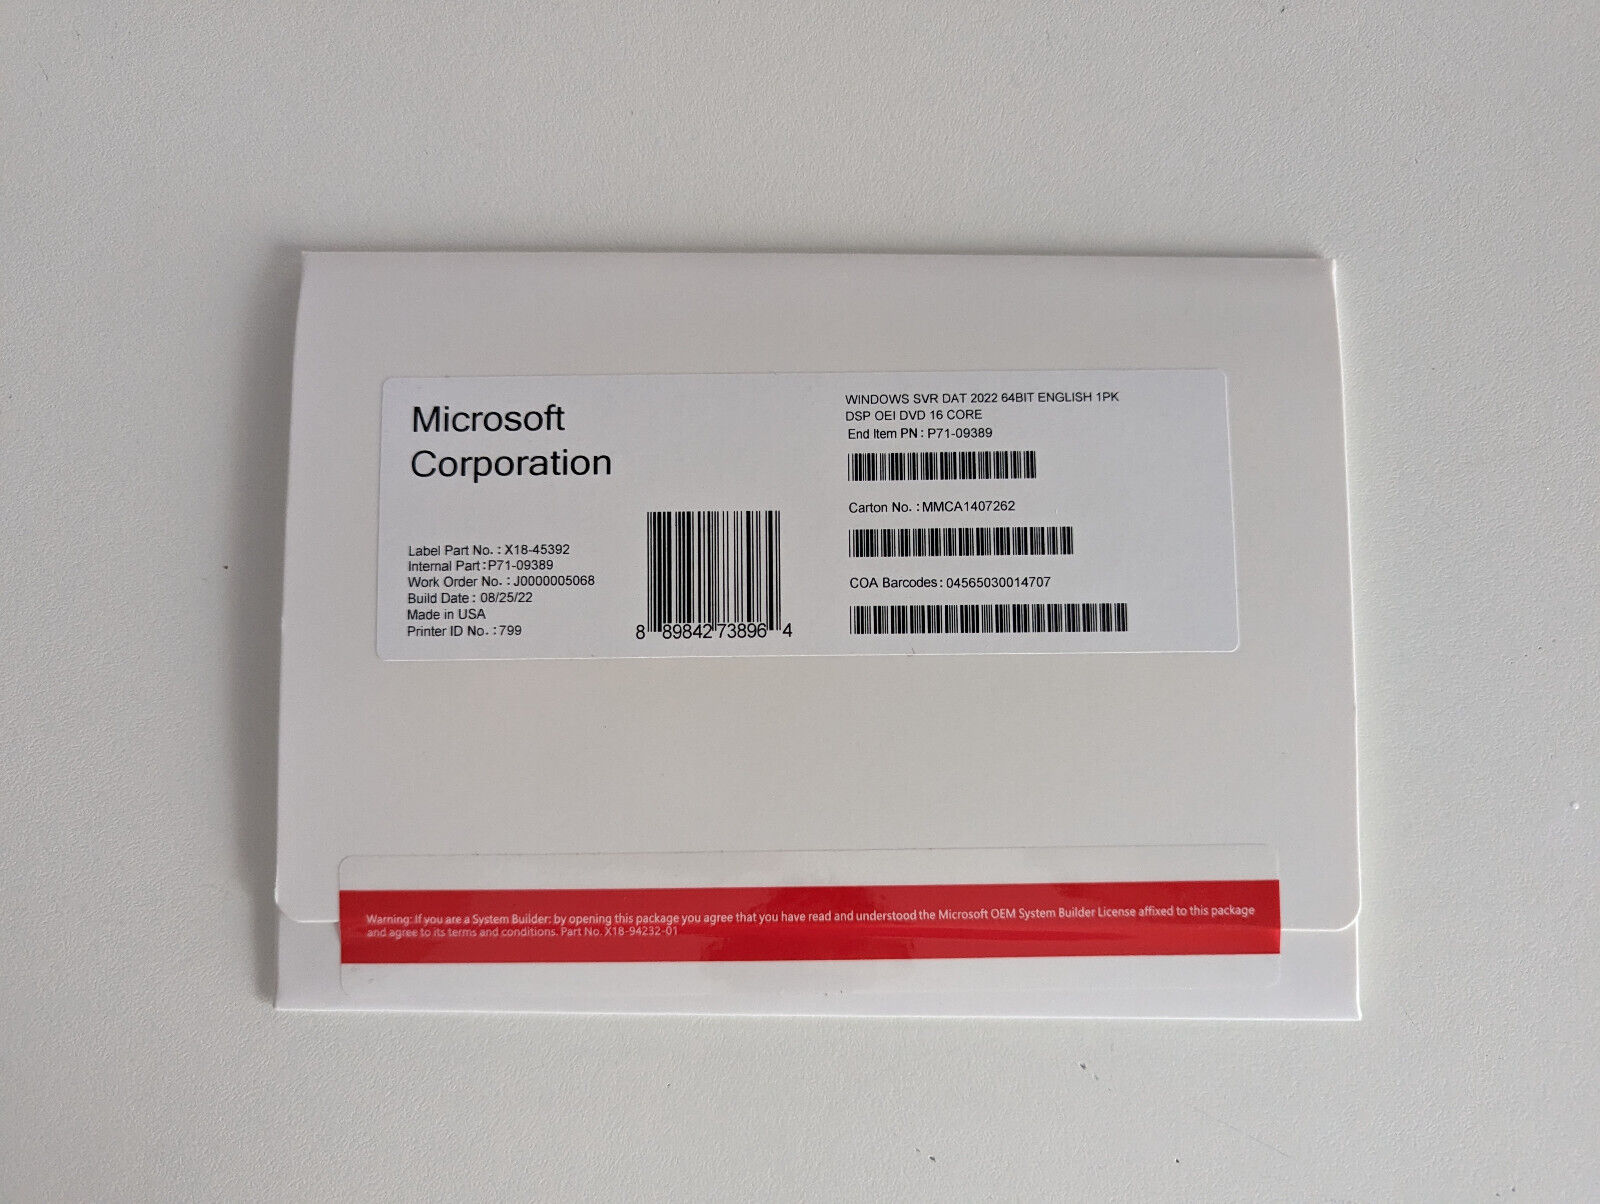 Microsoft
Corporation
Label Part No. : X18-45392
Internal Part:P71-09389
Work Order No. : J0000005068
Build Date : 08/25/22
Made in USA
Printer ID No. : 799
8 89842 73896 4
WINDOWS SVR DAT 2022 64BIT ENGLISH 1PK
DSP OEI DVD 16 CORE
End Item PN : P71-09389
Carton No. : MMCA1407262
COA Barcodes : 04565030014707
Warning: If you are a System Builder: by opening this package you agree that you have read and understood the Microsoft OEM System Builder License affixed to this package
and agree to its terms and conditions. Part No. X18-94232-01